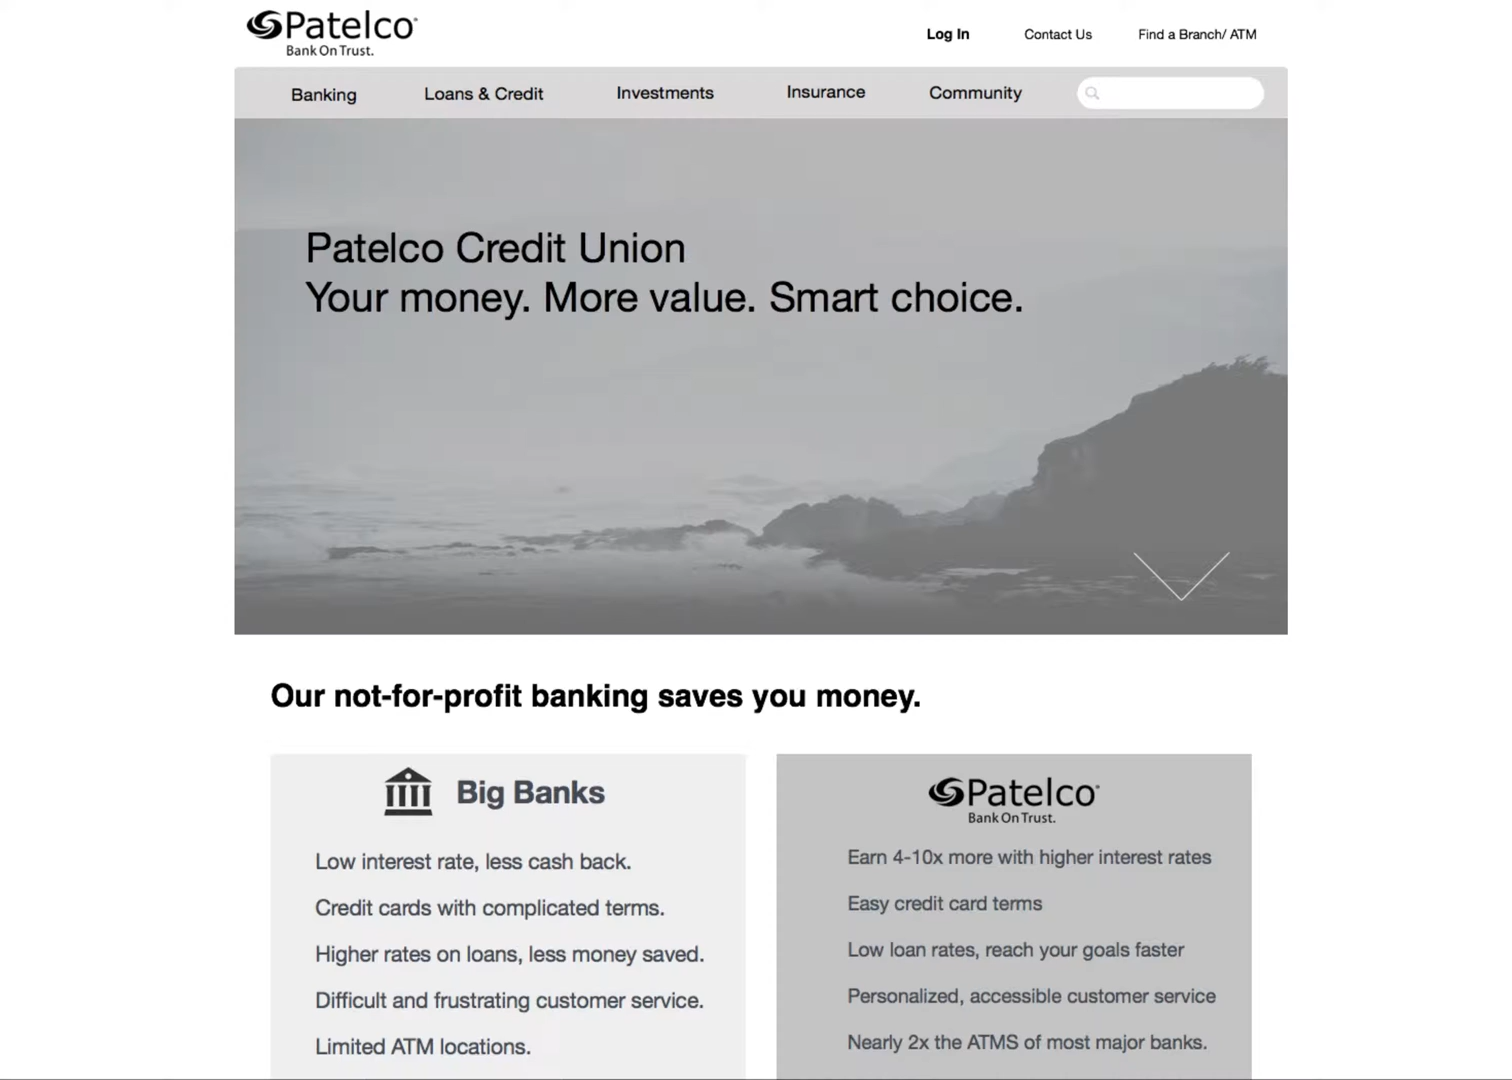 Patelco
Bank On Trust.
Log In
Contact Us
Find a Branch/ ATM
Banking
Loans & Credit
Investments
Insurance
Community
Patelco Credit Union
Your money. More value. Smart choice.
Our not-for-profit banking saves you money.
Big Banks
Low interest rate, less cash back.
Credit cards with complicated terms.
Higher rates on loans, less money saved.
Difficult and frustrating customer service.
Limited ATM locations.
Patelco
Bank On Trust.
Earn 4-10x more with higher interest rates
Easy credit card terms
Low loan rates, reach your goals faster
Personalized, accessible customer service
Nearly 2x the ATMS of most major banks.